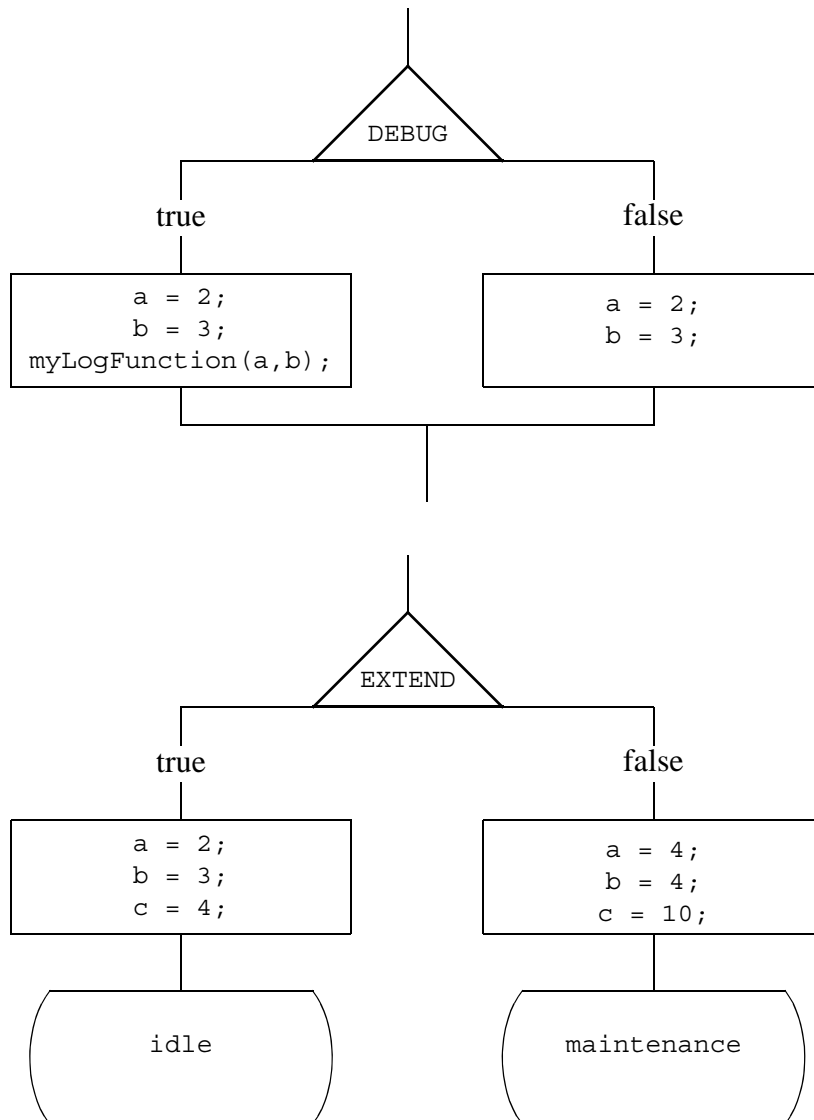 DEBUG
true
false
a = 2;
b = 3;
myLogFunction(a,b);
a = 2;
b = 3;
EXTEND
true
false
a = 2;
b = 3;
c = 4;
a = 4;
b = 4;
c = 10;
idle
maintenance